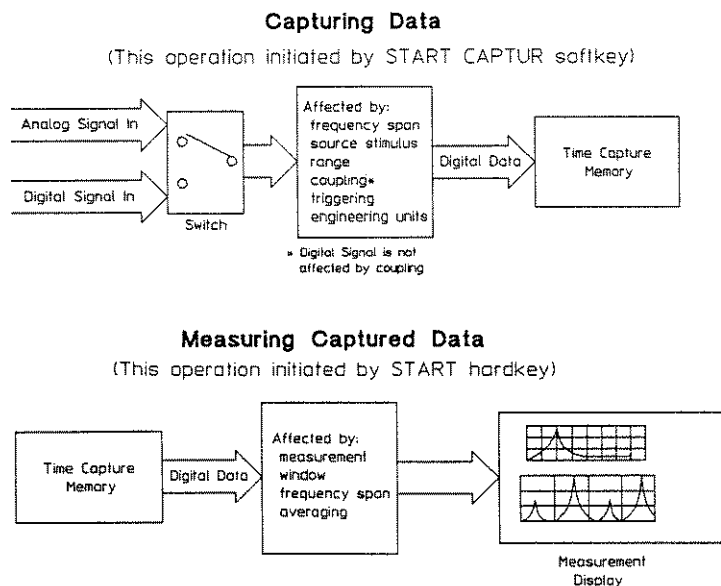 Capturing Data
(This operation initiated by START CAPTUR softkey)
Analog Signal In
Digital Signal In
Switch
Affected by:
frequency span
source stimulus
range
coupling*
triggering
engineering units
* Digital Signal is not
affected by coupling
Digital Data
Time Capture
Memory
Measuring Captured Data
(This operation initiated by START hardkey)
Time Capture
Memory
Digital Data
Affected by:
measurement
window
frequency span
averaging
Measurement
Display